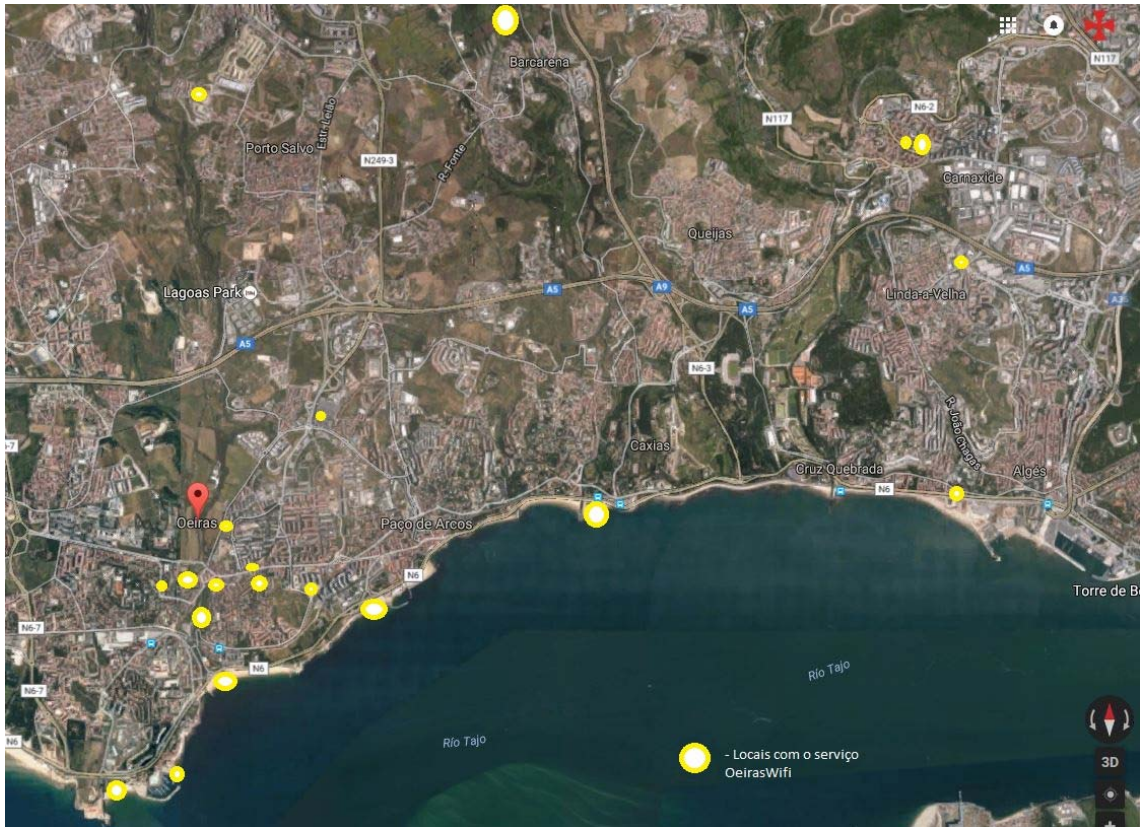 Barcarena
N117
N6-2
N117
Porto Salvo
Estr. Leião
N249-3
R. Fonte
Carnaxide
Queijas
Lagoas Park
A5
A9
A5
A5
Linda-a-Velha
A5
N6-3
R. João Chagas
Caxias
Cruz Quebrada
Algés
N6
Oeiras
Paço de Arcos
N6
Torre de Be
N6-7
N6
N6-7
N6
Río Tajo
Río Tajo
- Locais com o serviço
OeirasWifi
3D